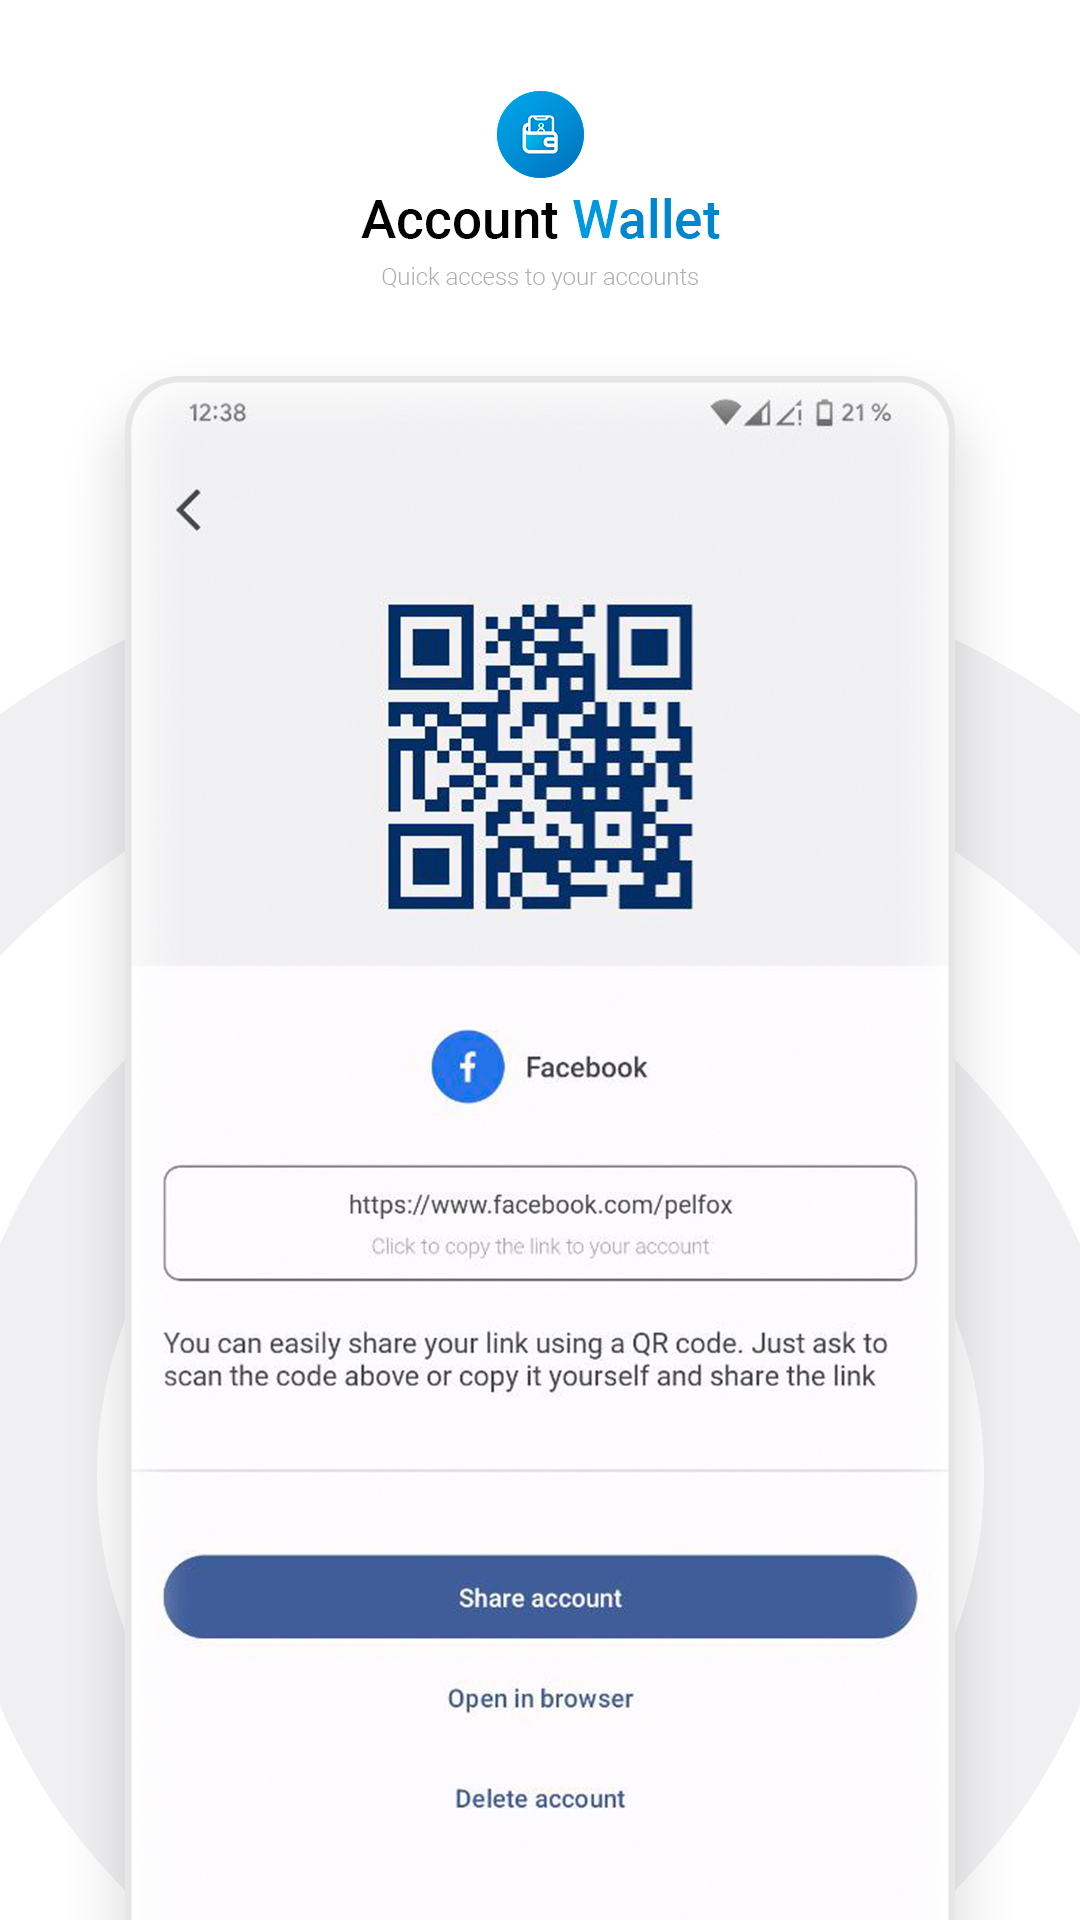 Account Wallet
Quick access to your accounts
12:38
21 %
Facebook
https://www.facebook.com/pelfox
Click to copy the link to your account
You can easily share your link using a QR code. Just ask to
scan the code above or copy it yourself and share the link
Share account
Open in browser
Delete account